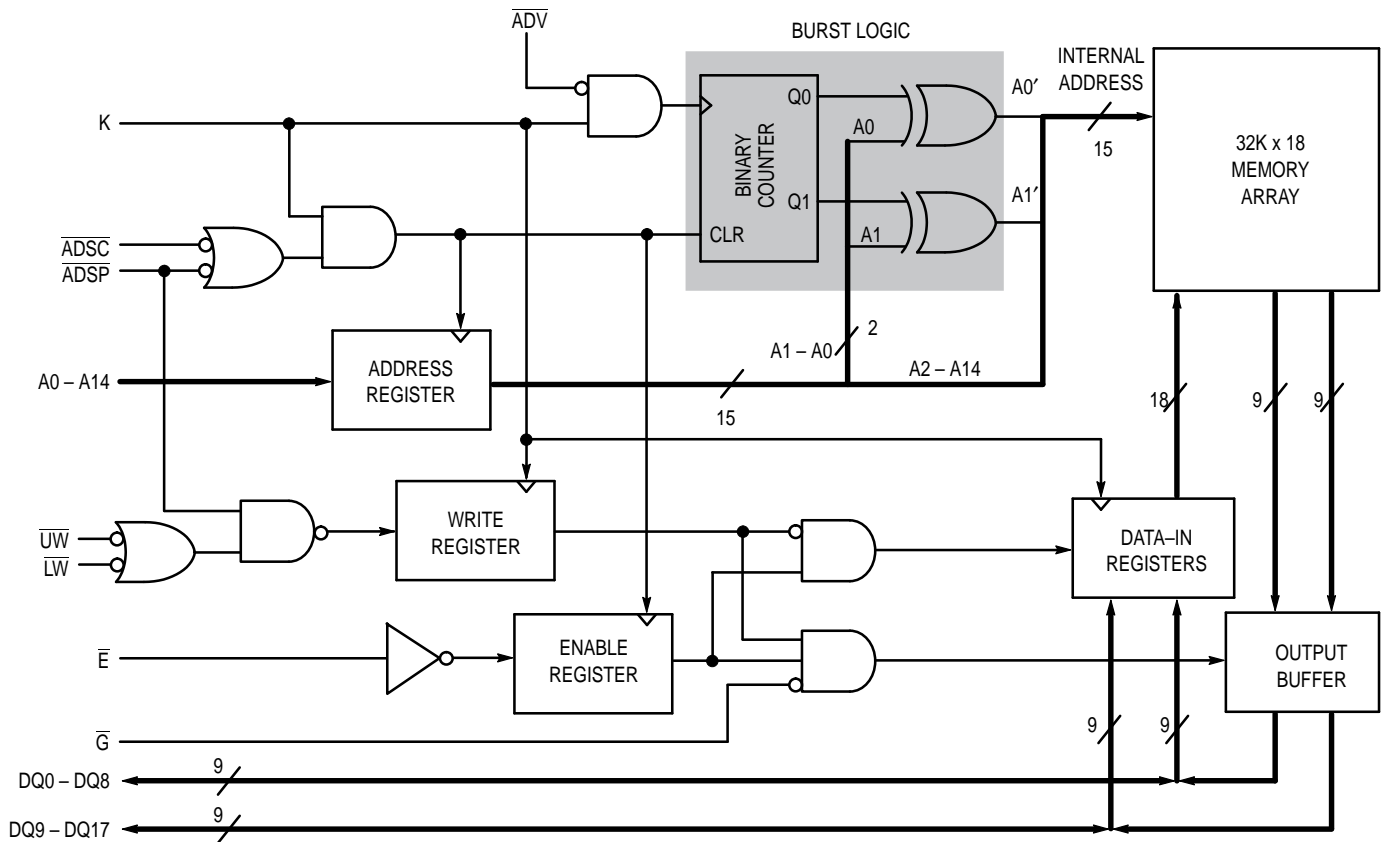 ADV
BURST LOGIC
INTERNAL
ADDRESS
A0′
15
K
Q0
A0
BINARY
COUNTER
Q1
A1
CLR
A1′
32K x 18
MEMORY
ARRAY
ADSC
ADSP
2
A1 – A0
A2 – A14
A0 – A14
ADDRESS
REGISTER
15
18
9
9
WRITE
REGISTER
UW
LW
DATA–IN
REGISTERS
E
ENABLE
REGISTER
OUTPUT
BUFFER
G
9
9
DQ0 – DQ8
9
DQ9 – DQ17
9